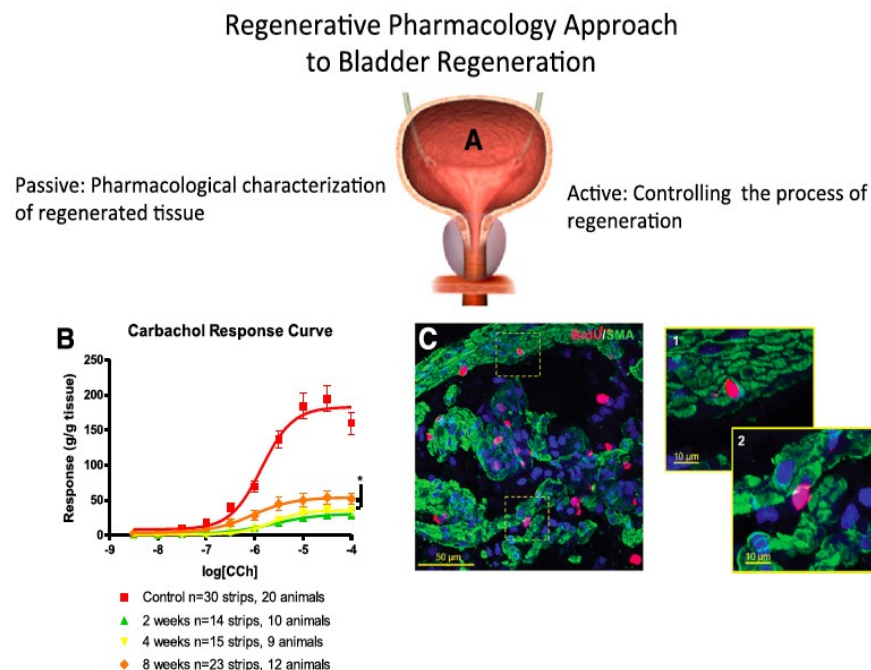 Regenerative Pharmacology Approach
to Bladder Regeneration
A
Passive: Pharmacological characterization
of regenerated tissue
Active: Controlling the process of
regeneration
B
Carbachol Response Curve
Response (g/g tissue)
250
200
150
100
50
0
-9
-8
-7
-6
-5
-4
*
log[CCh]
Control n=30 strips, 20 animals
2 weeks n=14 strips, 10 animals
4 weeks n=15 strips, 9 animals
8 weeks n=23 strips, 12 animals
C
BrdU/SMA
50 µm
1
10 µm
2
10 µm